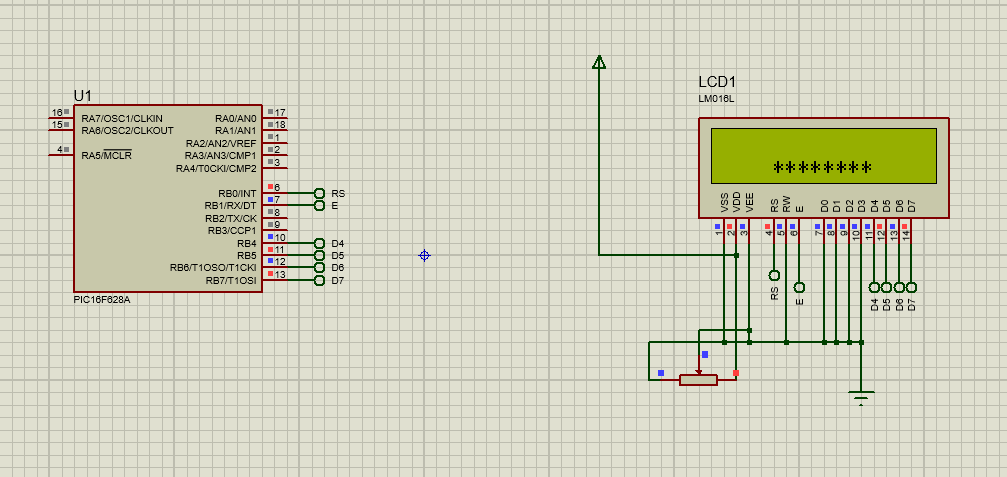 U1
16 RA7/OSC1/CLKIN RA0/AN0 17
15 RA6/OSC2/CLKOUT RA1/AN1 18
RA2/AN2/VREF 1
4 RA5/MCLR RA3/AN3/CMP1 2
RA4/T0CKI/CMP2 3
RB0/INT 6 RS
RB1/RX/DT 7 E
RB2/TX/CK 8
RB3/CCP1 9
RB4 10 D4
RB5 11 D5
RB6/T1OSO/T1CKI 12 D6
RB7/T1OSI 13 D7
PIC16F628A
LCD1
LM016L
********
VSS VDD VEE RS RW E D0 D1 D2 D3 D4 D5 D6 D7
1 2 3 4 5 6 7 8 9 10 11 12 13 14
RS E D4 D5 D6 D7